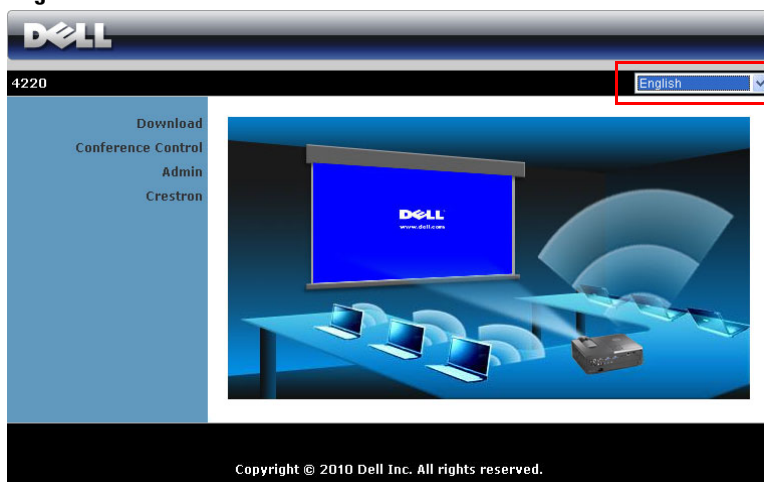 DELL
4220
English
Download
Conference Control
Admin
Crestron
DELL
www.dell.com
Copyright © 2010 Dell Inc. All rights reserved.